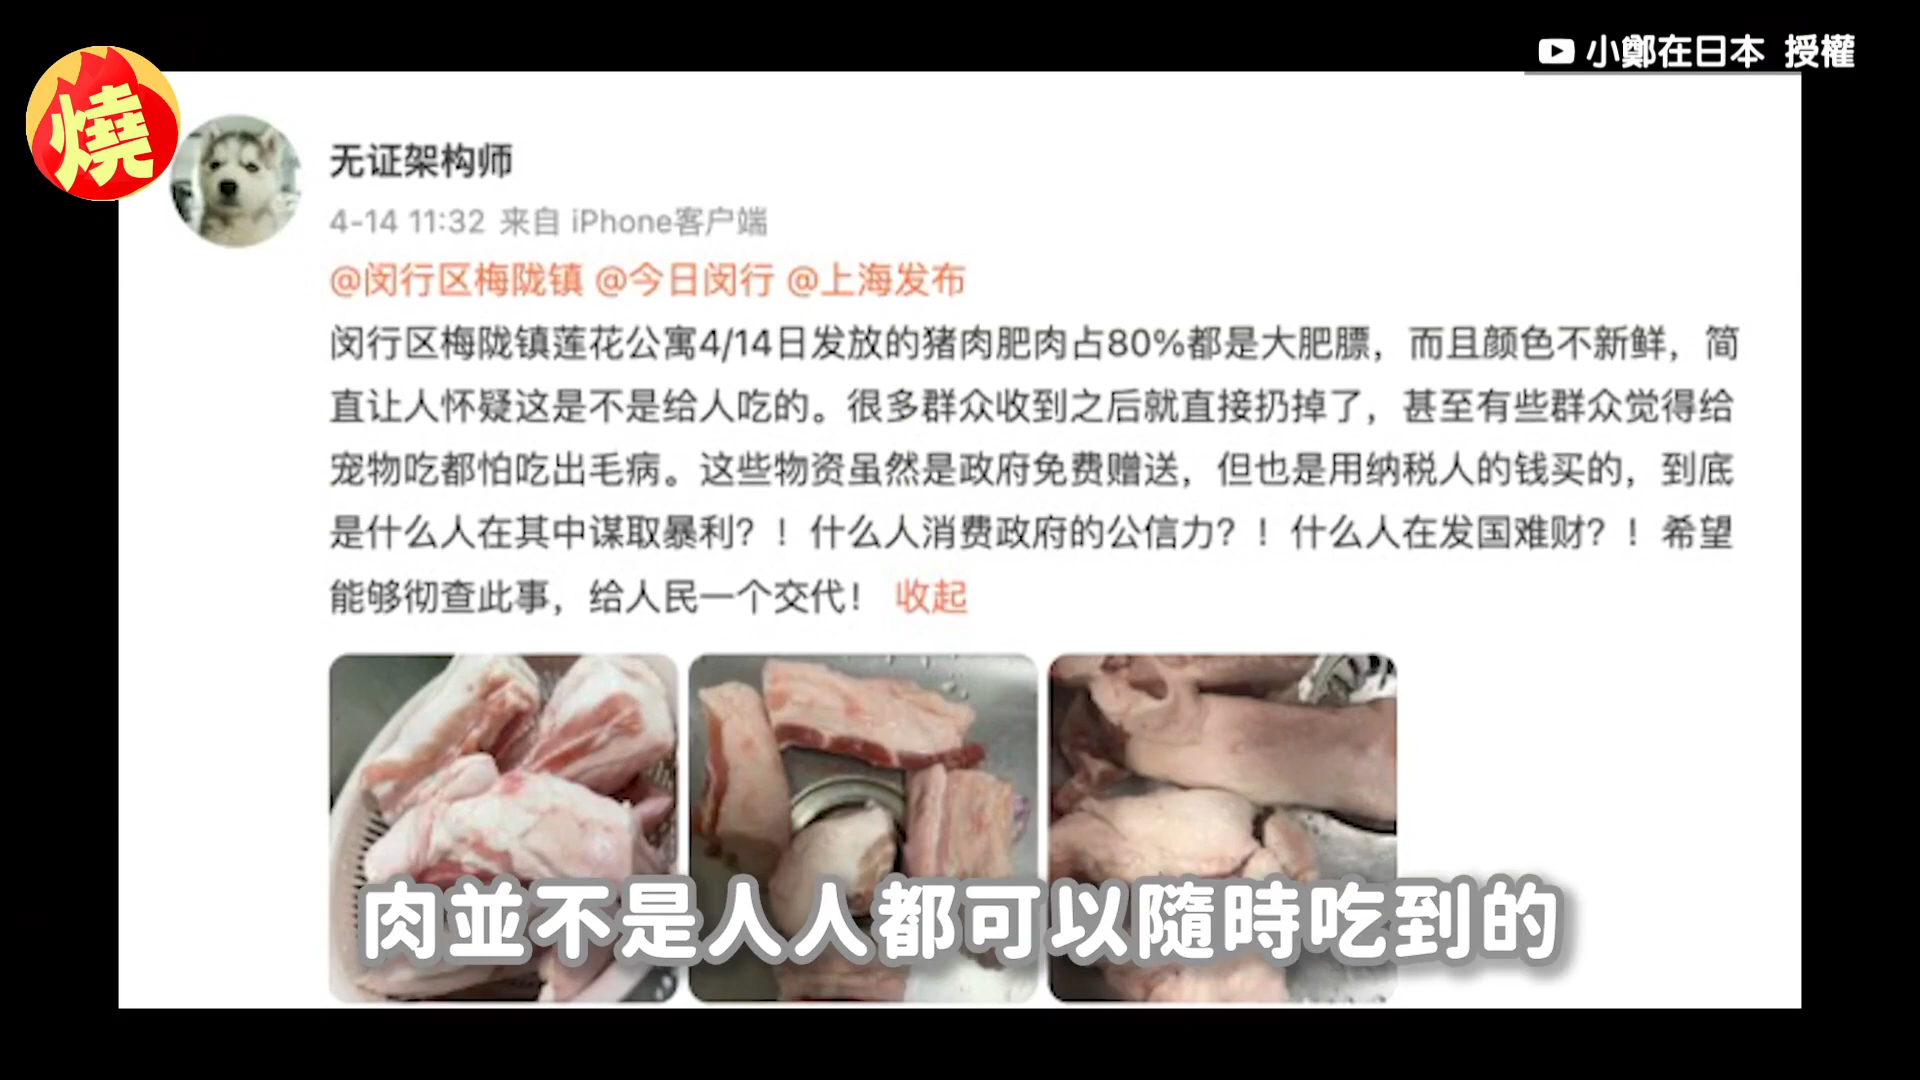 小鄭在日本 授權
燒
无证架构师
4-14 11:32 来自 iPhone客户端
@闵行区梅陇镇 @今日闵行 @上海发布
闵行区梅陇镇莲花公寓4/14日发放的猪肉肥肉占80%都是大肥膘，而且颜色不新鲜，简
直让人怀疑这是不是给人吃的。很多群众收到之后就直接扔掉了，甚至有些群众觉得给
宠物吃都怕吃出毛病。这些物资虽然是政府免费赠送，但也是用纳税人的钱买的，到底
是什么人在其中谋取暴利？！什么人消费政府的公信力？！什么人在发国难财？！希望
能够彻查此事，给人民一个交代！ 收起
肉並不是人人都可以隨時吃到的